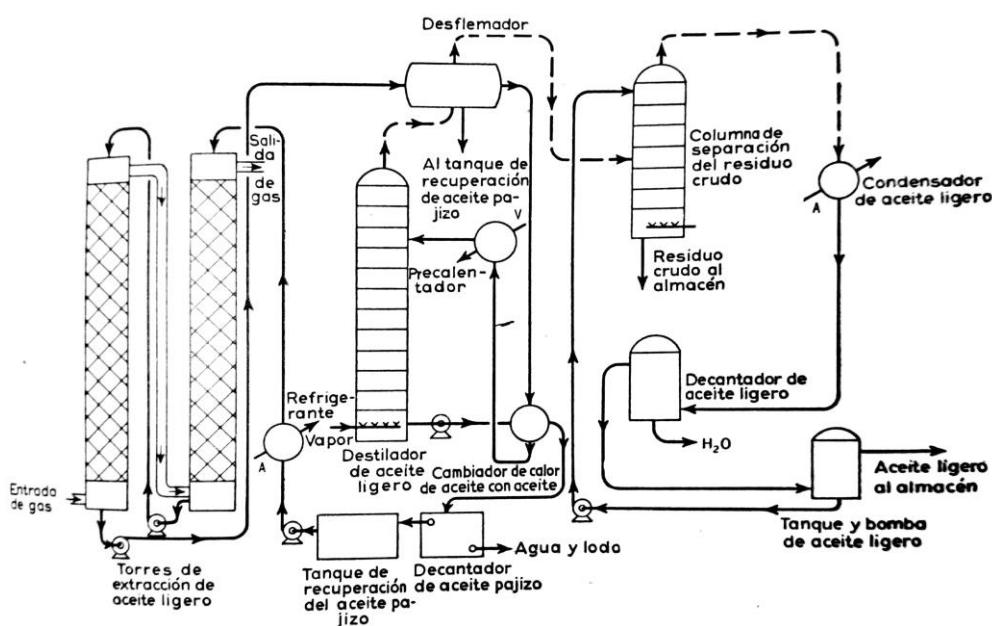 Desflemador
Sali-
da
de
gas
Al tanque de
recuperación
de aceite pa-
jizo
V
Precalen-
tador
Columna de
separación
del residuo
crudo
A
Condensador
de aceite ligero
Residuo
crudo al
almacén
Refrige-
rante
Vapor
A
Destilador de aceite
ligero
Cambiador de calor
de aceite con aceite
Decantador de
aceite ligero
H₂O
Aceite ligero
al almacén
Tanque y bomba
de aceite ligero
Entrada
de gas
Torres de
extracción de
aceite ligero
Tanque de
recuperación
del aceite pa-
jizo
Decantador
de aceite pajizo
Agua y lodo